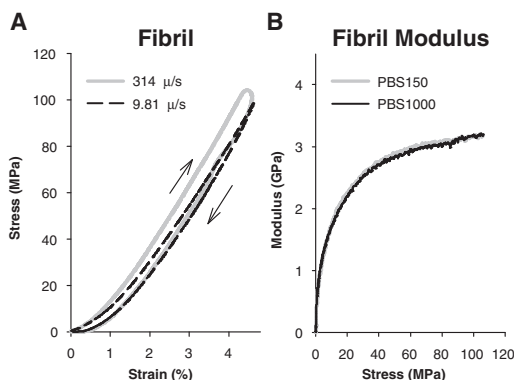 A
Fibril
314 μ/s
9.81 μ/s
Stress (MPa)
120
100
80
60
40
20
0
0 1 2 3 4
Strain (%)
B
Fibril Modulus
PBS150
PBS1000
Modulus (GPa)
4
3
2
1
0
0 20 40 60 80 100 120
Stress (MPa)